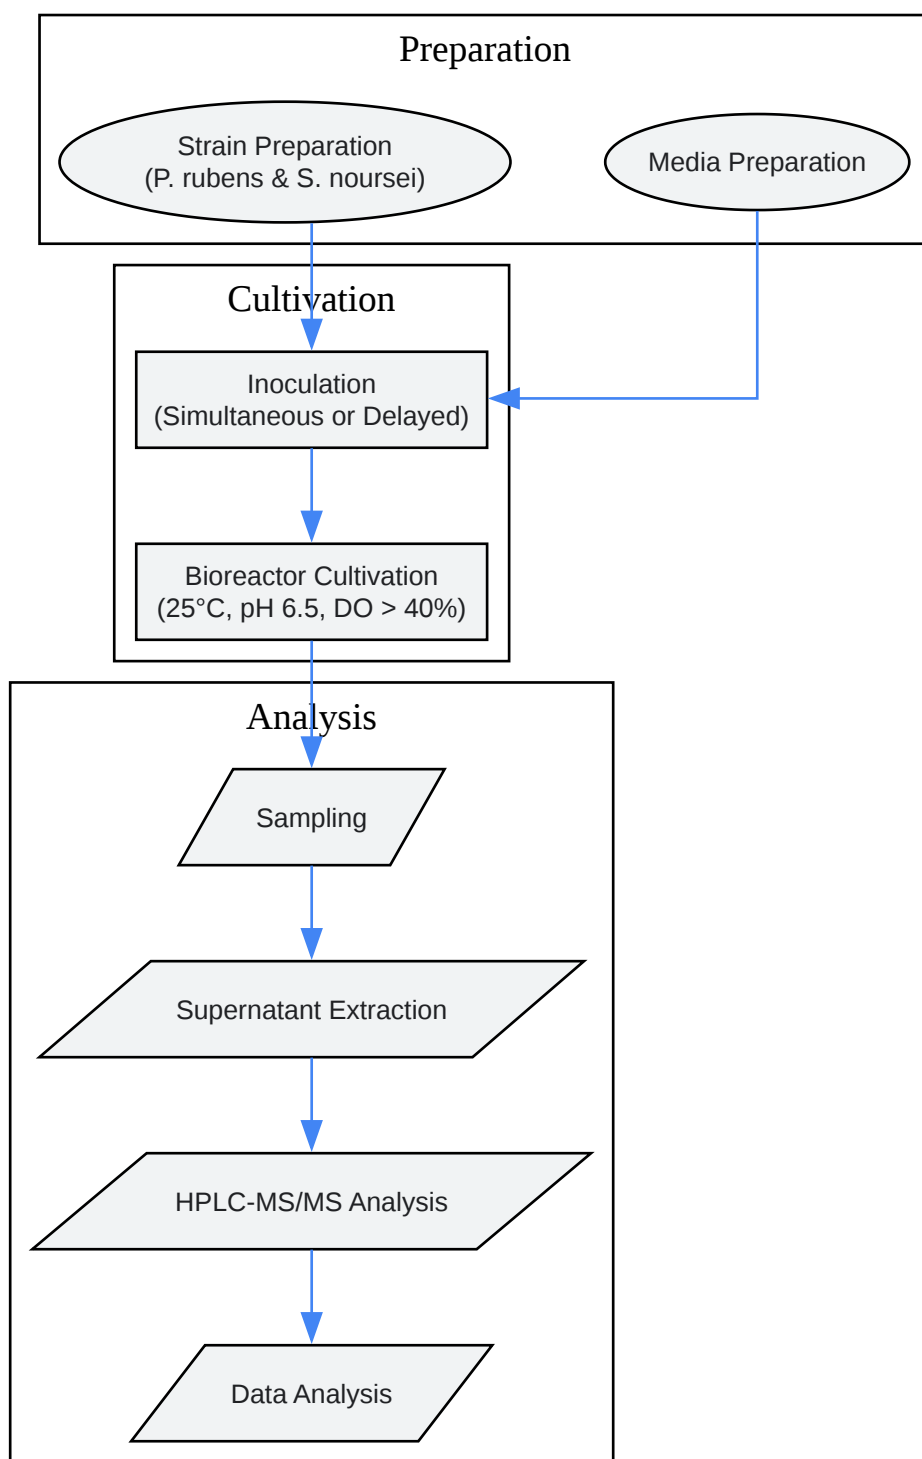 Preparation
Strain Preparation
(P. rubens & S. noursei)
Media Preparation
Cultivation
Inoculation
(Simultaneous or Delayed)
Bioreactor Cultivation
(25°C, pH 6.5, DO > 40%)
Analysis
Sampling
Supernatant Extraction
HPLC-MS/MS Analysis
Data Analysis